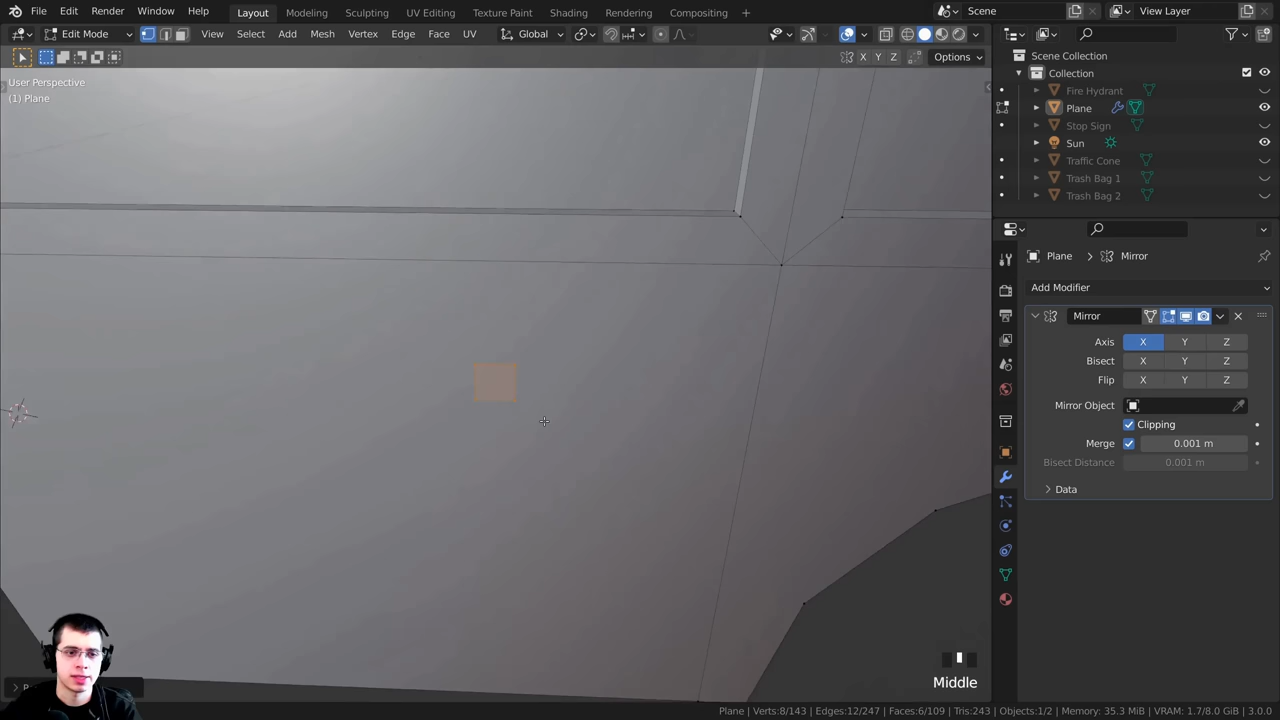 File Edit Render Window Help Layout Modeling Sculpting UV Editing Texture Paint Shading Rendering Compositing Scene View Layer
Edit Mode View Select Add Mesh Vertex Edge Face UV Global
X Y Z Options
User Perspective
(1) Plane
Scene Collection
Collection
Fire Hydrant
Plane
Stop Sign
Sun
Traffic Cone
Trash Bag 1
Trash Bag 2
Plane Mirror
Add Modifier
Mirror
Axis X Y Z
Bisect X Y Z
Flip X Y Z
Mirror Object
Clipping
Merge 0.001 m
Bisect Distance 0.001 m
Data
Middle
Plane | Verts:8/143 | Edges:12/247 | Faces:6/109 | Tris:243 | Objects:1/2 | Memory: 35.3 MiB | VRAM: 1.7/8.0 GiB | 3.0.0